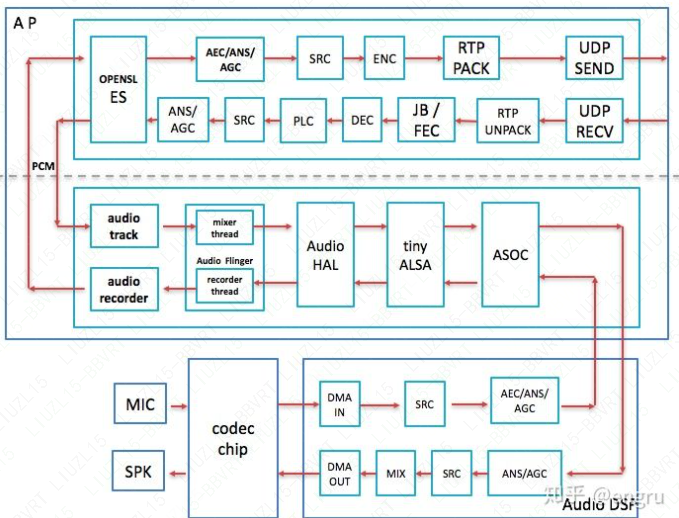 A P
OPENSL
ES
AEC/ANS/
AGC
SRC
ENC
RTP
PACK
UDP
SEND
ANS/
AGC
SRC
PLC
DEC
JB /
FEC
RTP
UNPACK
UDP
RECV
PCM
audio
track
mixer
thread
Audio Flinger
audio
recorder
recorder
thread
Audio
HAL
tiny
ALSA
ASOC
MIC
SPK
codec
chip
DMA
IN
SRC
AEC/ANS/
AGC
DMA
OUT
MIX
SRC
ANS/AGC
知乎 @angru
Audio DSP